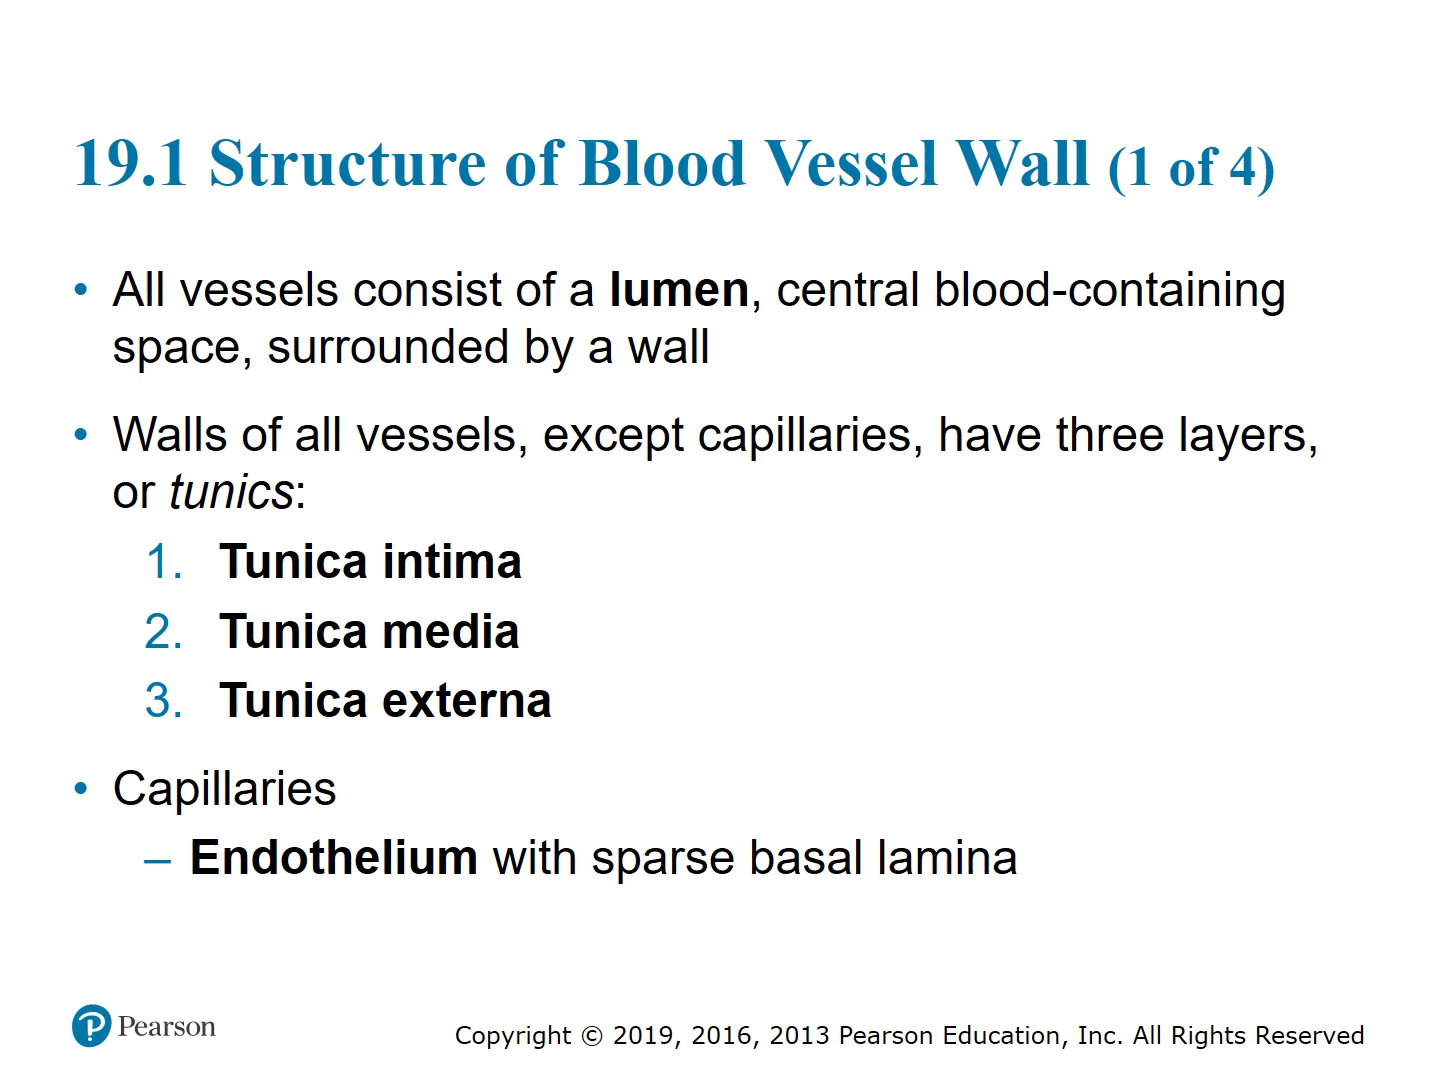 19.1 Structure of Blood Vessel Wall (1 of 4)
• All vessels consist of a lumen, central blood-containing
space, surrounded by a wall
• Walls of all vessels, except capillaries, have three layers,
or tunics:
1. Tunica intima
2. Tunica media
3. Tunica externa
• Capillaries
– Endothelium with sparse basal lamina
Pearson
Copyright © 2019, 2016, 2013 Pearson Education, Inc. All Rights Reserved